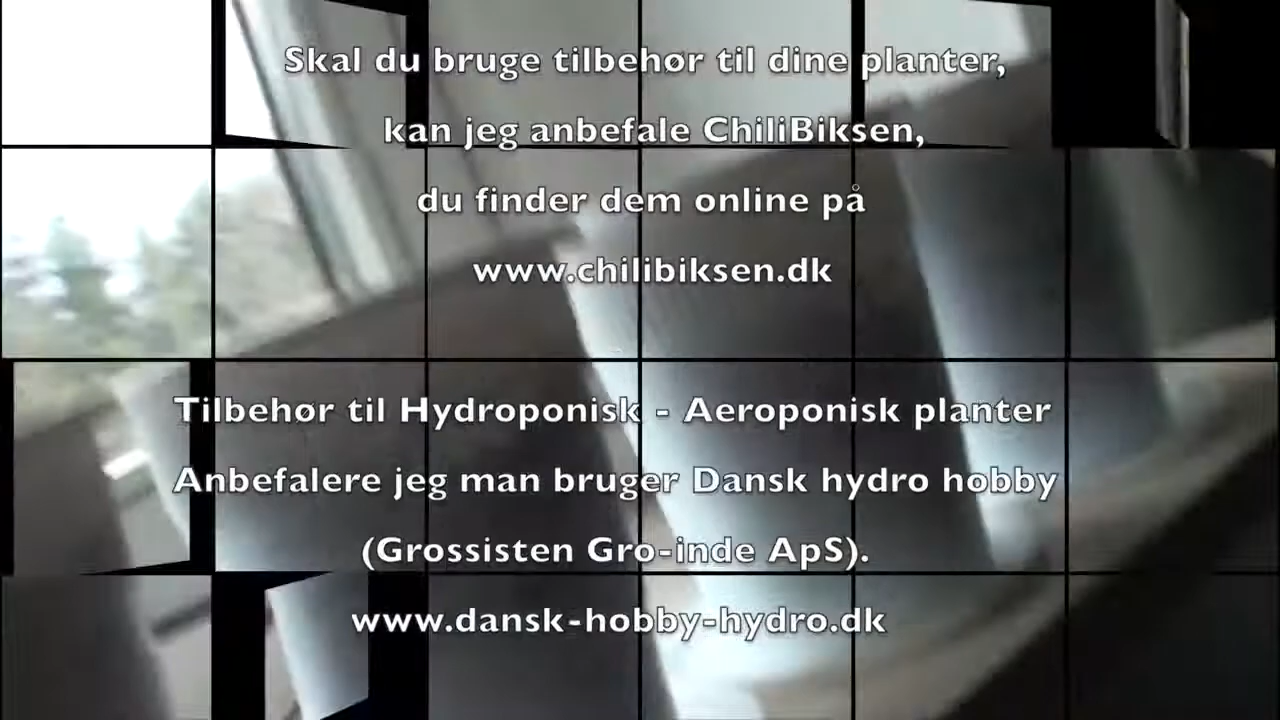 Skal du bruge tilbehør til dine planter,
kan jeg anbefale ChiliBiksen,
du finder dem online på
www.chilibiksen.dk
Tilbehør til Hydroponisk - Aeroponisk planter
Anbefalere jeg man bruger Dansk hydro hobby
(Grossisten Gro-inde ApS).
www.dansk-hobby-hydro.dk